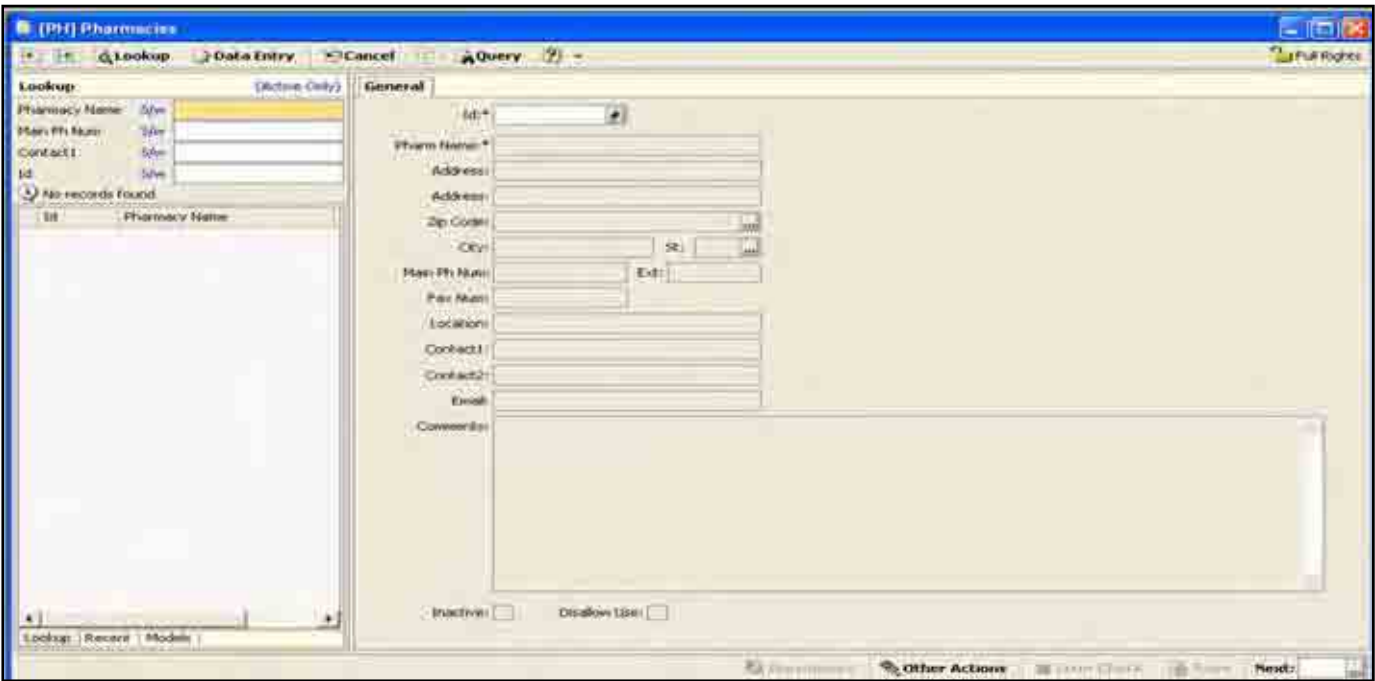 [PH] Pharmacies
Lookup Data Entry Cancel Query Full Rights
Lookup (Active Only)
Pharmacy Name
Main Ph Num
Contact1
Id
No records found
Id Pharmacy Name
General
Id:*
Pharm Name:*
Address:
Address:
Zip Code:
City: St:
Main Ph Num: Ext:
Fax Num:
Location:
Contact1:
Contact2:
Email:
Comments:
Inactive: Disallow Use:
Lookup Recent Models
Other Actions Next: